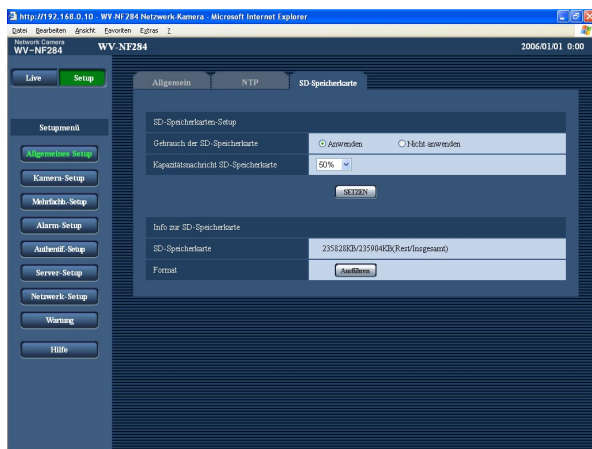 http://192.168.0.10 - WV-NF284 Netzwerk-Kamera - Microsoft Internet Explorer
Datei Bearbeiten Ansicht Favoriten Extras ?
Network Camera
WV-NF284
WV-NF284
2006/01/01 0:00
Live Setup
Allgemein NTP SD-Speicherkarte
Setupmenü
Allgemeines Setup
Kamera-Setup
Mehrfachb.-Setup
Alarm-Setup
Authentif.-Setup
Server-Setup
Netzwerk-Setup
Wartung
Hilfe
SD-Speicherkarten-Setup
Gebrauch der SD-Speicherkarte Anwenden Nicht anwenden
Kapazitätsnachricht SD-Speicherkarte 50%
SETZEN
Info zur SD-Speicherkarte
SD-Speicherkarte 235828KB/235904KB(Rest/Insgesamt)
Format Ausführen